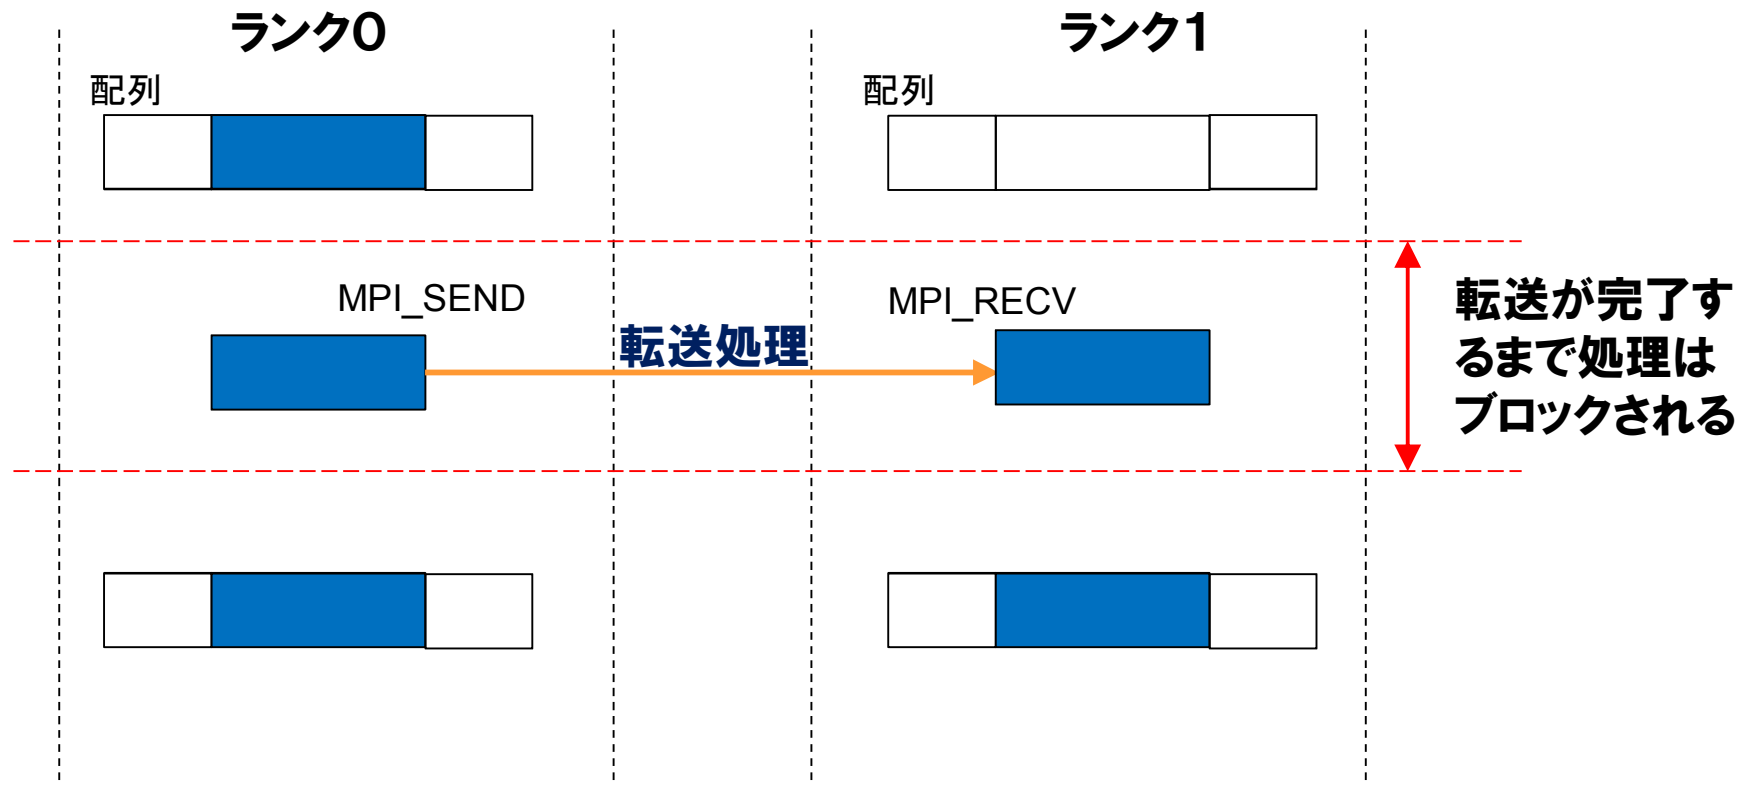 ランク0
ランク1
配列
配列
MPI_SEND
MPI_RECV
転送処理
転送が完了す
るまで処理は
ブロックされる